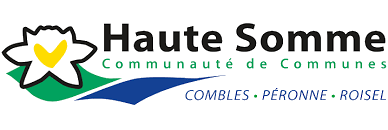 Haute Somme
Communauté de Communes
COMBLES • PÉRONNE • ROISEL